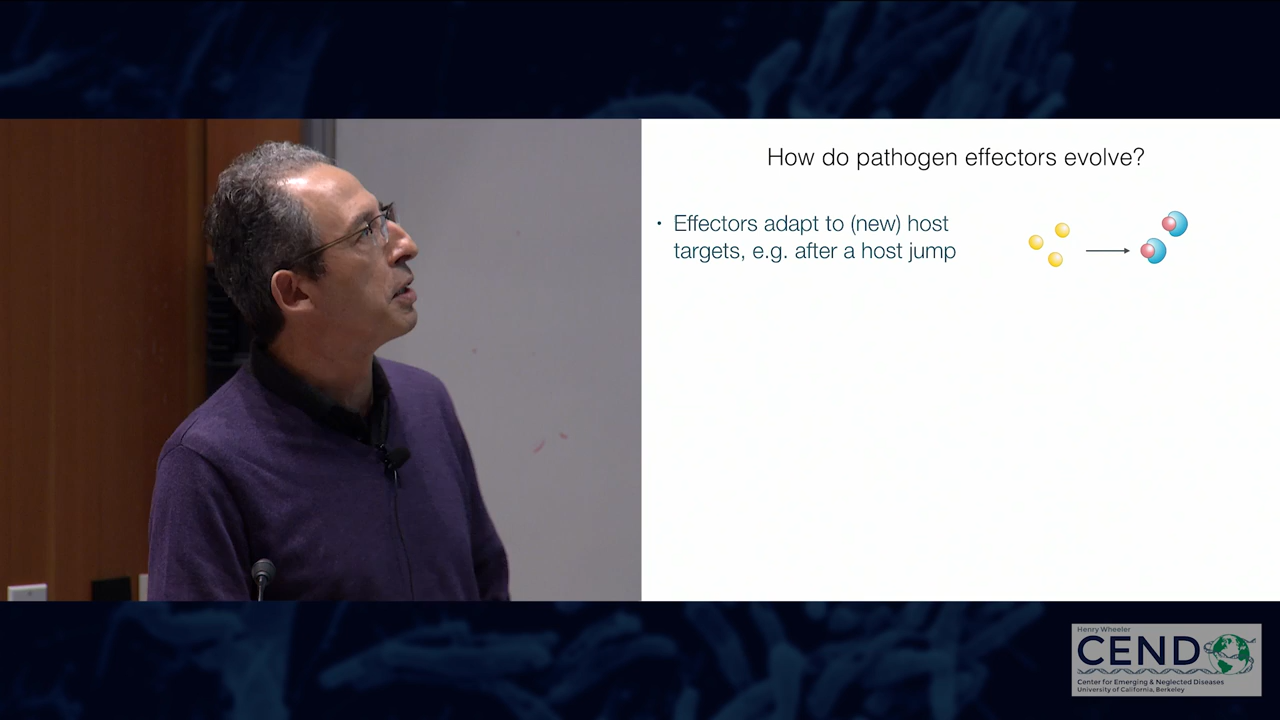 How do pathogen effectors evolve?
• Effectors adapt to (new) host
targets, e.g. after a host jump
Henry Wheeler
CEND
Center for Emerging & Neglected Diseases
University of California, Berkeley